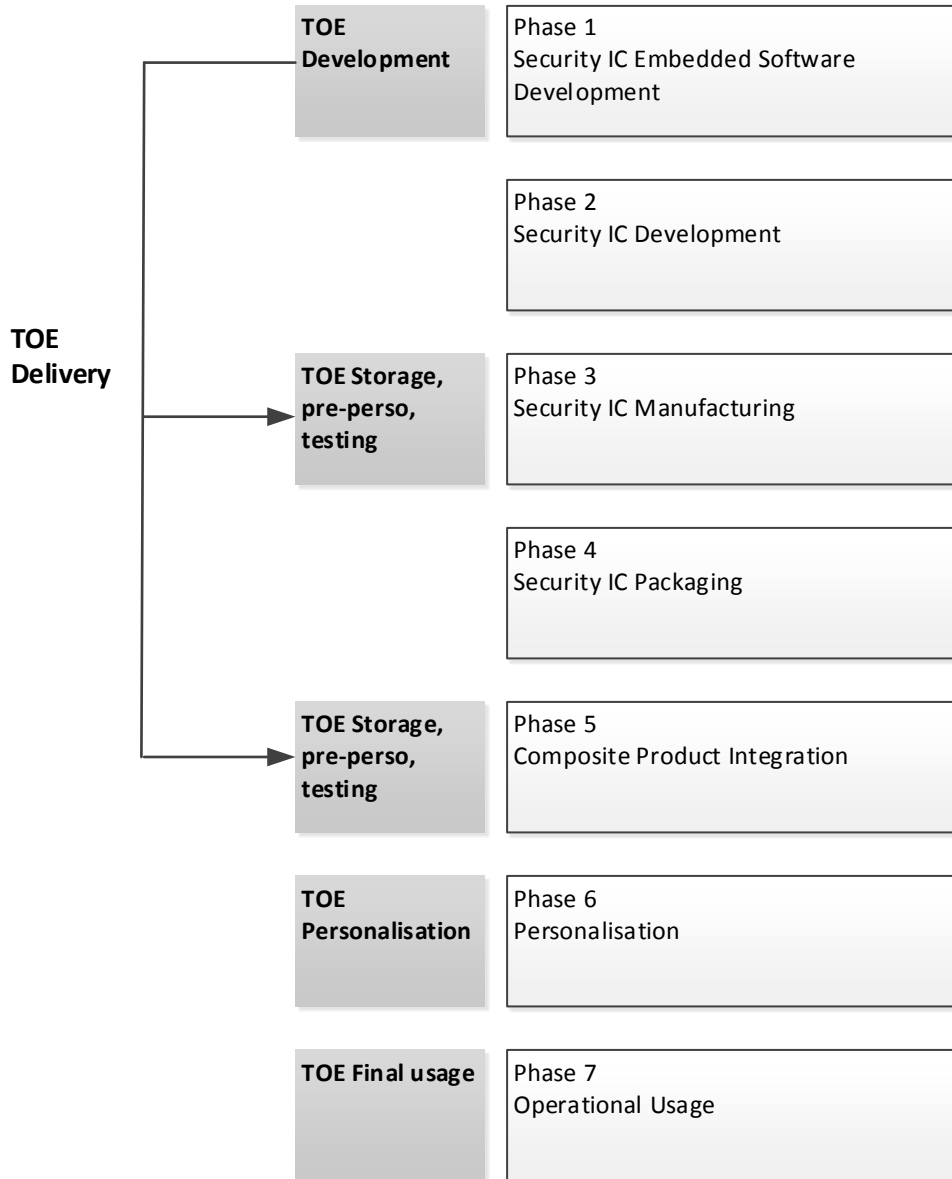 TOE
Development
Phase 1
Security IC Embedded Software
Development
Phase 2
Security IC Development
TOE
Delivery
TOE Storage,
pre-perso,
testing
Phase 3
Security IC Manufacturing
Phase 4
Security IC Packaging
TOE Storage,
pre-perso,
testing
Phase 5
Composite Product Integration
TOE
Personalisation
Phase 6
Personalisation
TOE Final usage
Phase 7
Operational Usage